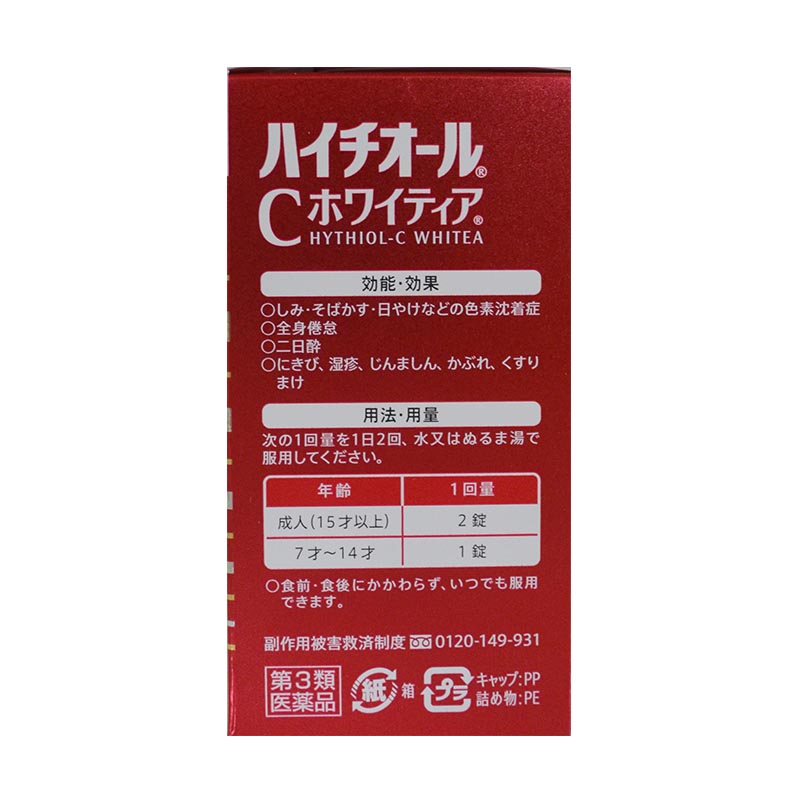 ハイチオール®
Cホワイティア®
HYTHIOL-C WHITEA
効能・効果
○しみ・そばかす・日やけなどの色素沈着症
○全身倦怠
○二日酔
○にきび、湿疹、じんましん、かぶれ、くすり
まけ
用法・用量
次の1回量を1日2回、水又はぬるま湯で
服用してください。
年齢 1回量
成人(15才以上) 2錠
7才〜14才 1錠
○食前・食後にかかわらず、いつでも服用
できます。
副作用被害救済制度 0120-149-931
第3類
医薬品
紙 箱
プラ
キャップ:PP
詰め物:PE